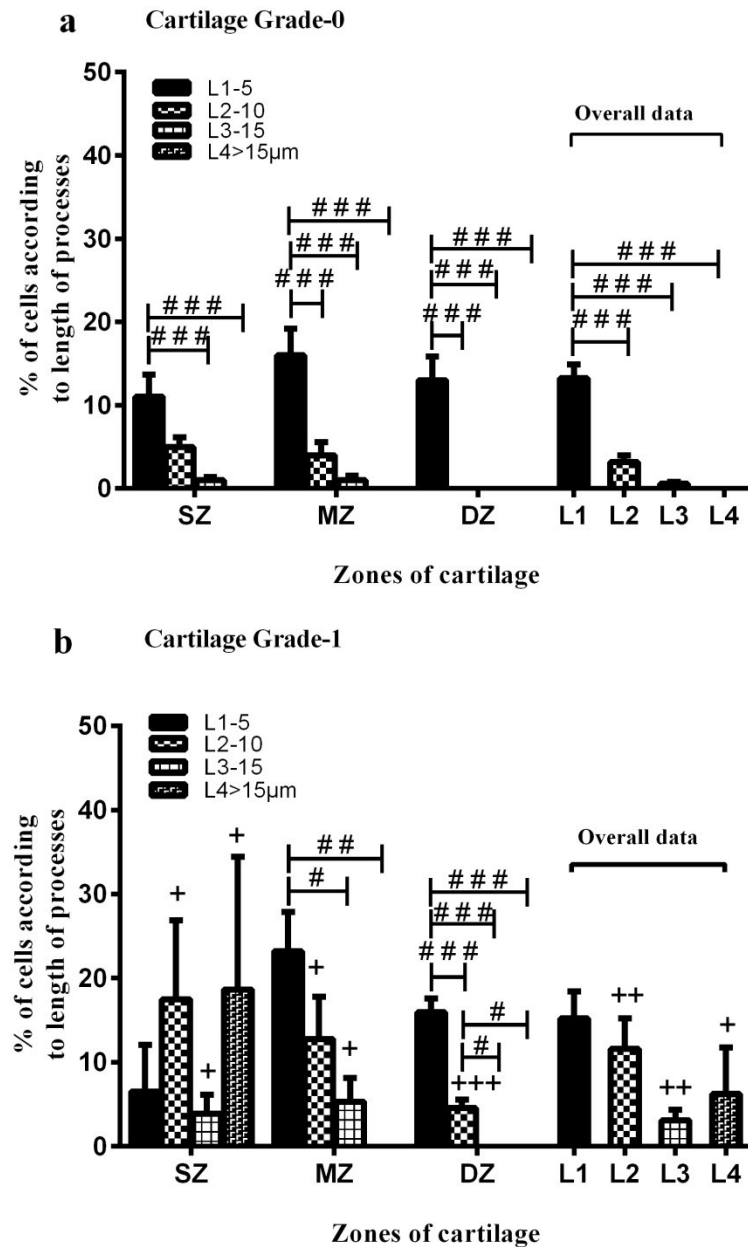 a Cartilage Grade-0
% of cells according
to length of processes
50
40
30
20
10
0
L1-5
L2-10
L3-15
L4>15µm
Overall data
# # #
# # #
# # #
# # #
# # #
# # #
# # #
# # #
# # #
# # #
# # #
SZ MZ DZ L1 L2 L3 L4
Zones of cartilage
b Cartilage Grade-1
% of cells according
to length of processes
50
40
30
20
10
0
L1-5
L2-10
L3-15
L4>15µm
Overall data
+
+
+
# #
#
+
+
# # #
# # #
# # #
#
#
+++
++
++
+
SZ MZ DZ L1 L2 L3 L4
Zones of cartilage